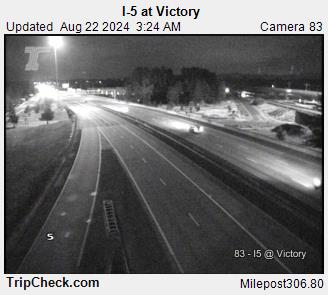 I-5 at Victory
Updated Aug 22 2024 3:24 AM Camera 83
T
S
83 - I5 @ Victory
TripCheck.com Milepost306.80